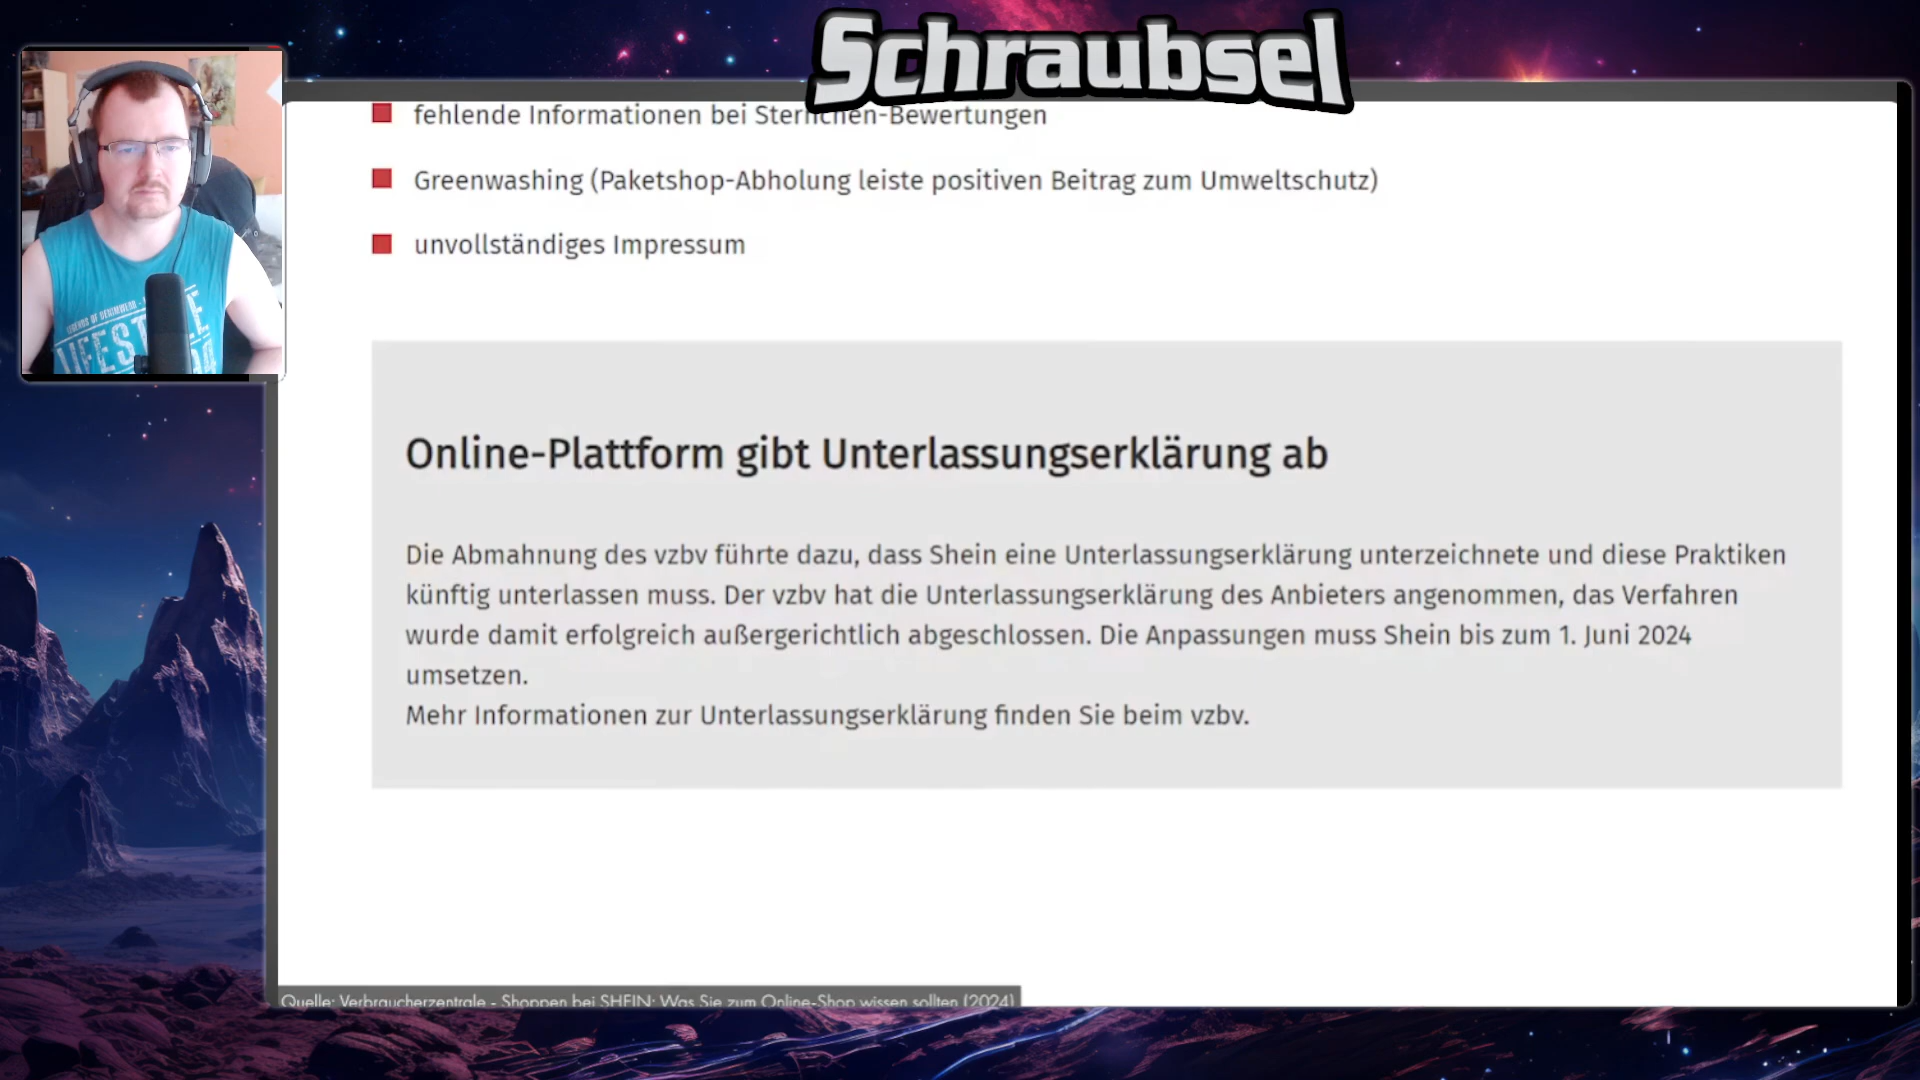 Schraubsel
fehlende Informationen bei Sternchen-Bewertungen
Greenwashing (Paketshop-Abholung leiste positiven Beitrag zum Umweltschutz)
unvollständiges Impressum
Online-Plattform gibt Unterlassungserklärung ab
Die Abmahnung des vzbv führte dazu, dass Shein eine Unterlassungserklärung unterzeichnete und diese Praktiken
künftig unterlassen muss. Der vzbv hat die Unterlassungserklärung des Anbieters angenommen, das Verfahren
wurde damit erfolgreich außergerichtlich abgeschlossen. Die Anpassungen muss Shein bis zum 1. Juni 2024
umsetzen.
Mehr Informationen zur Unterlassungserklärung finden Sie beim vzbv.
Quelle: Verbraucherzentrale - Shoppen bei SHEIN: Was Sie zum Online-Shop wissen sollten (2024)